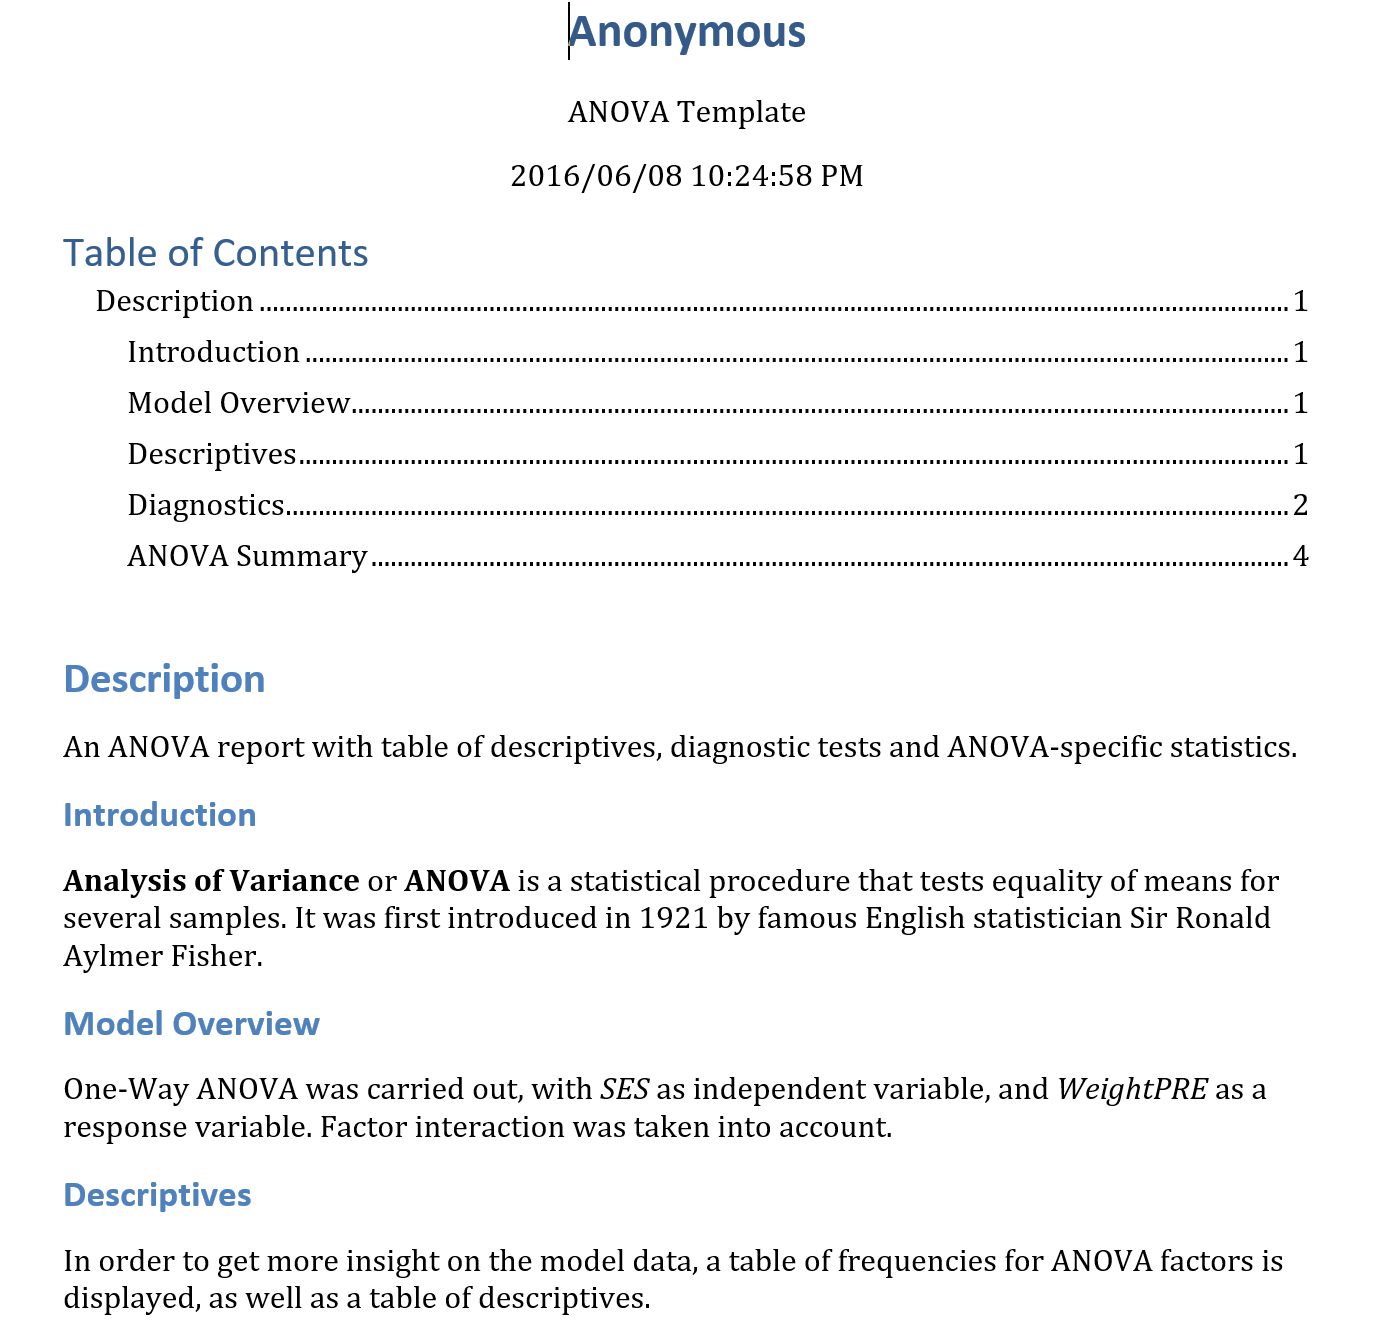 Anonymous
ANOVA Template
2016/06/08 10:24:58 PM
Table of Contents
Description ........................................................................................................................................................ 1
Introduction ................................................................................................................................................. 1
Model Overview.......................................................................................................................................... 1
Descriptives.................................................................................................................................................. 1
Diagnostics.................................................................................................................................................... 2
ANOVA Summary ....................................................................................................................................... 4
Description
An ANOVA report with table of descriptives, diagnostic tests and ANOVA-specific statistics.
Introduction
Analysis of Variance or ANOVA is a statistical procedure that tests equality of means for
several samples. It was first introduced in 1921 by famous English statistician Sir Ronald
Aylmer Fisher.
Model Overview
One-Way ANOVA was carried out, with SES as independent variable, and WeightPRE as a
response variable. Factor interaction was taken into account.
Descriptives
In order to get more insight on the model data, a table of frequencies for ANOVA factors is
displayed, as well as a table of descriptives.